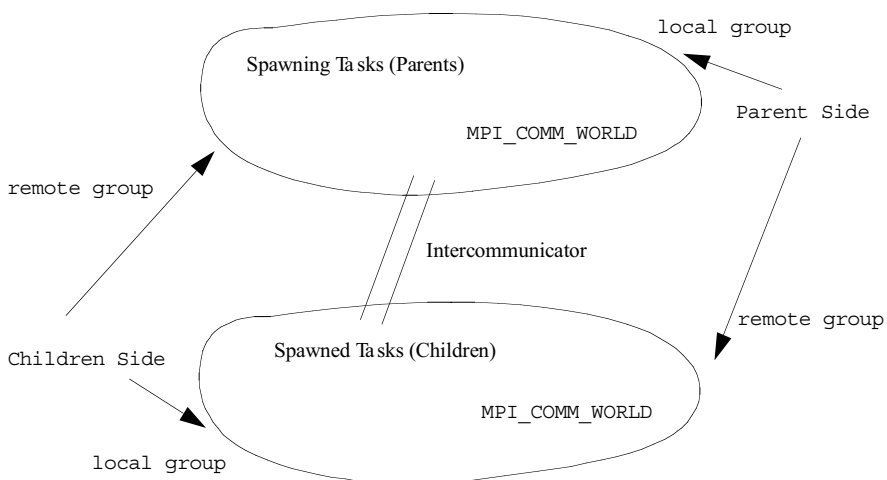 local group
Spawning Tasks (Parents)
Parent Side
MPI_COMM_WORLD
remote group
Intercommunicator
remote group
Spawned Tasks (Children)
Children Side
MPI_COMM_WORLD
local group